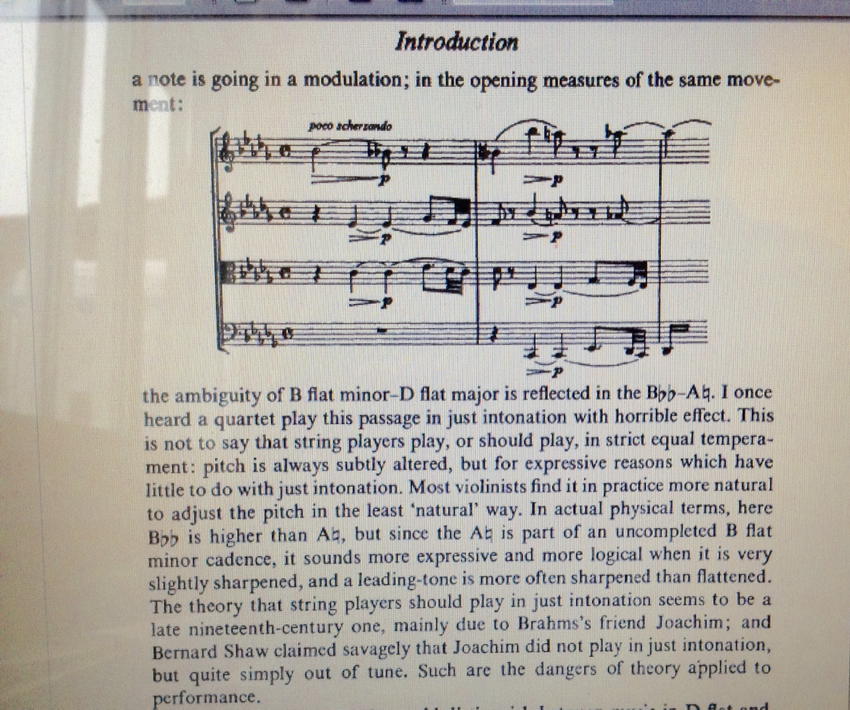 Introduction
a note is going in a modulation; in the opening measures of the same move-
ment:
poco scherzando
p
p
p
p
p
p
p
the ambiguity of B flat minor–D flat major is reflected in the B♭♭–A♮. I once
heard a quartet play this passage in just intonation with horrible effect. This
is not to say that string players play, or should play, in strict equal tempera-
ment: pitch is always subtly altered, but for expressive reasons which have
little to do with just intonation. Most violinists find it in practice more natural
to adjust the pitch in the least ‘natural’ way. In actual physical terms, here
B♭♭ is higher than A♮, but since the A♮ is part of an uncompleted B flat
minor cadence, it sounds more expressive and more logical when it is very
slightly sharpened, and a leading-tone is more often sharpened than flattened.
The theory that string players should play in just intonation seems to be a
late nineteenth-century one, mainly due to Brahms's friend Joachim; and
Bernard Shaw claimed savagely that Joachim did not play in just intonation,
but quite simply out of tune. Such are the dangers of theory applied to
performance.